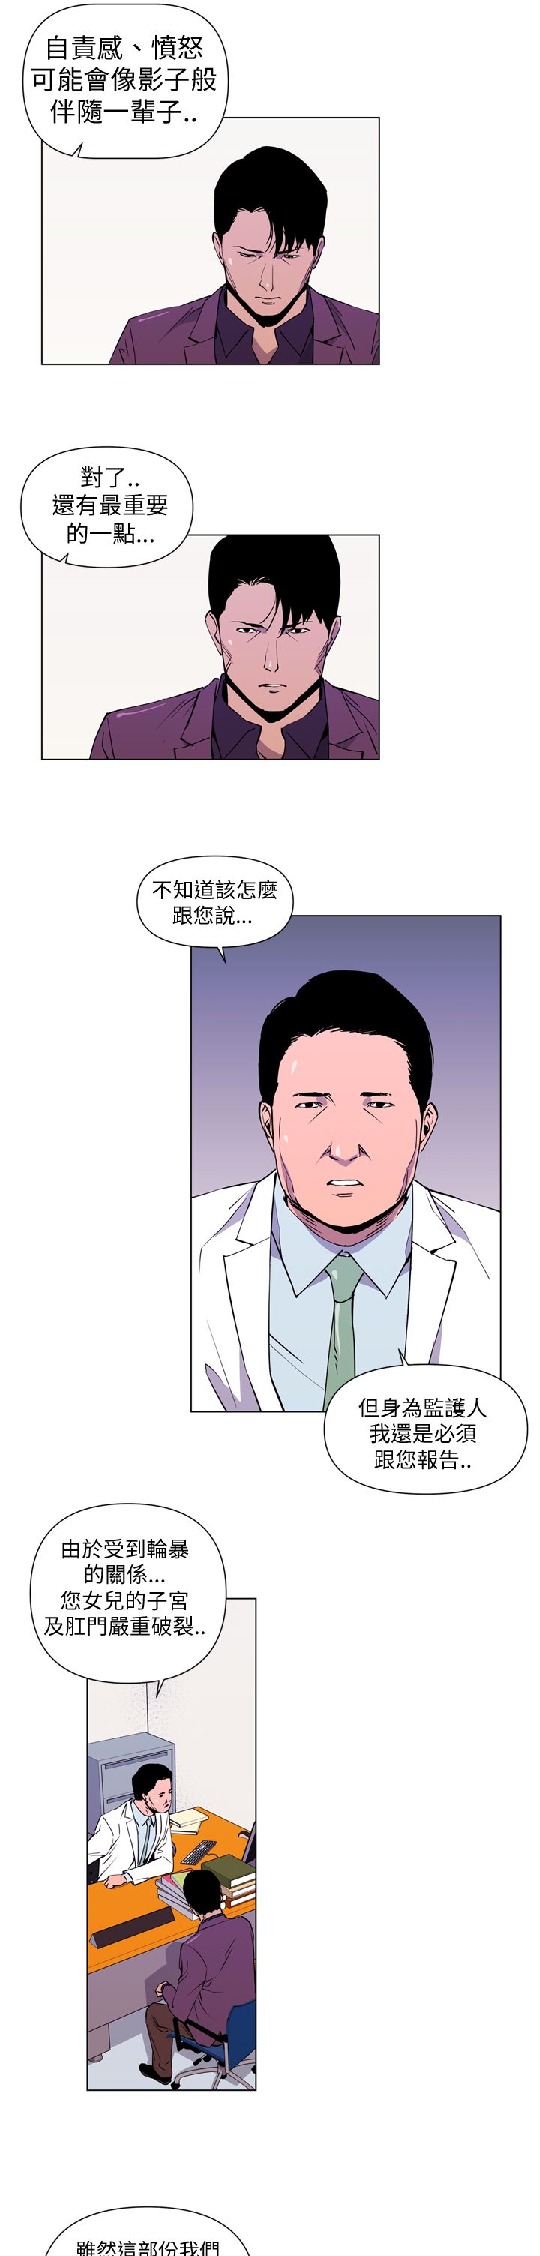 自責感、憤怒
可能會像影子般
伴隨一輩子..
對了..
還有最重要
的一點...
不知道該怎麼
跟您說...
但身為監護人
我還是必須
跟您報告..
由於受到輪暴
的關係...
您女兒的子宮
及肛門嚴重破裂..
雖然這部份我們